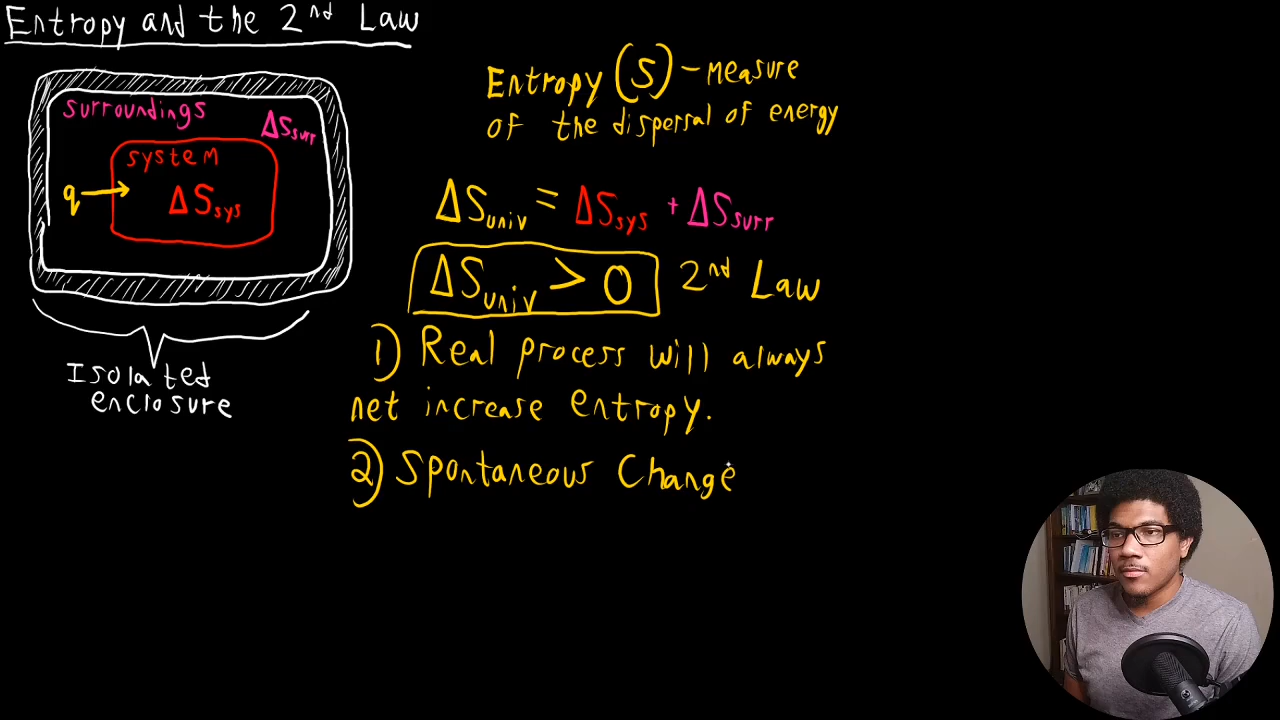 Entropy and the 2nd Law
surroundings
ΔSsurr
system
q → ΔSsys
Isolated
enclosure
Entropy (S) - measure
of the dispersal of energy
ΔSuniv = ΔSsys + ΔSsurr
ΔSuniv > 0 2nd Law
1) Real process will always
net increase entropy.
2) Spontaneous Change